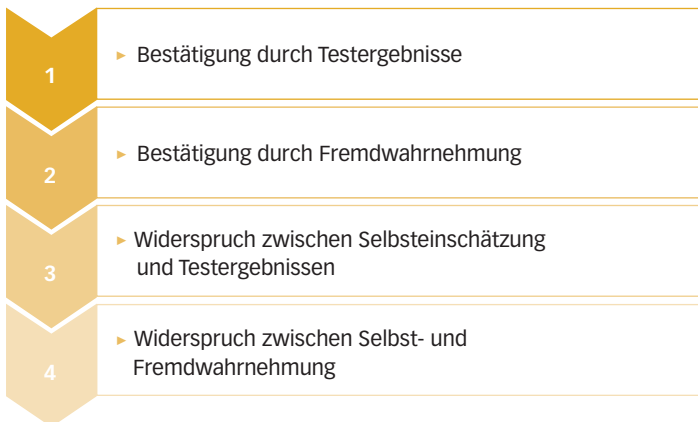 1
▸ Bestätigung durch Testergebnisse
2
▸ Bestätigung durch Fremdwahrnehmung
3
▸ Widerspruch zwischen Selbsteinschätzung
und Testergebnissen
4
▸ Widerspruch zwischen Selbst- und
Fremdwahrnehmung